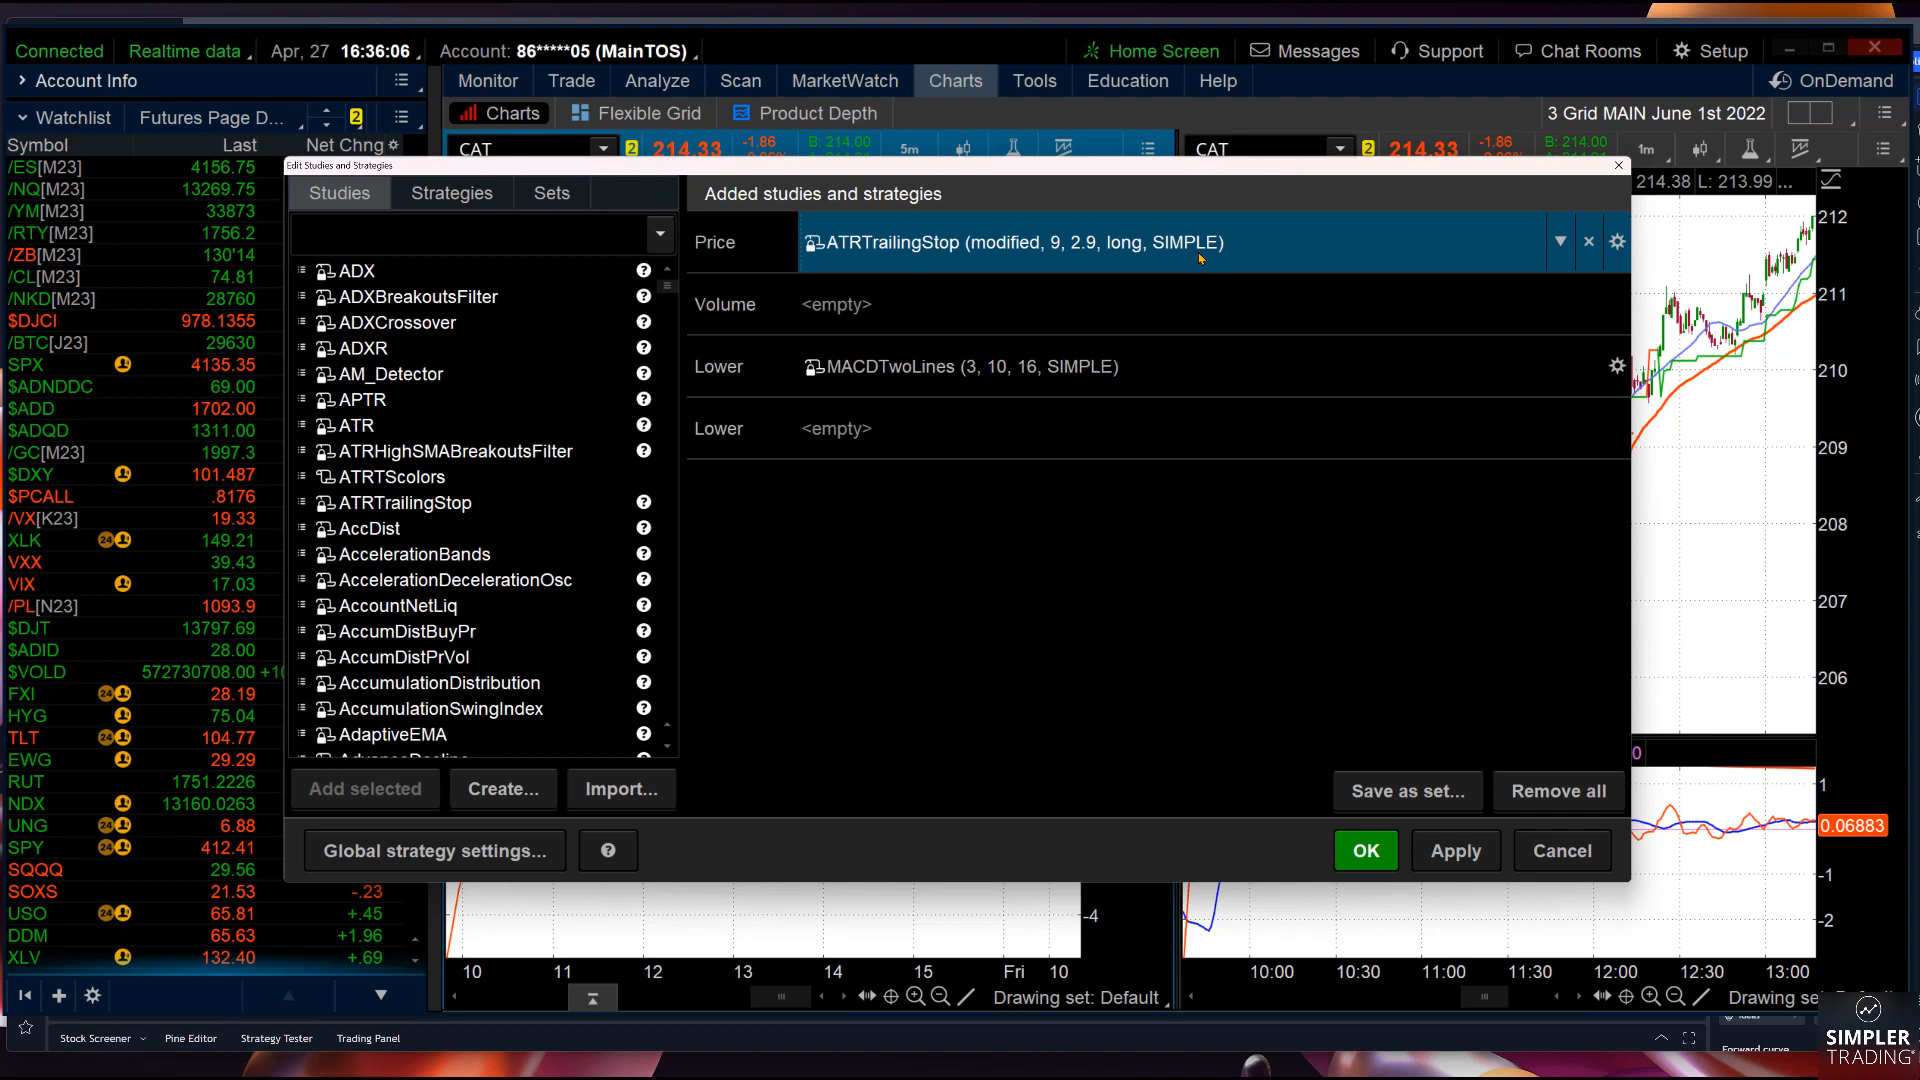 Connected Realtime data Apr, 27 16:36:06 Account: 86*****05 (MainTOS) Home Screen Messages Support Chat Rooms Setup
Account Info Monitor Trade Analyze Scan MarketWatch Charts Tools Education Help OnDemand
Watchlist Futures Page D... 2 Charts Flexible Grid Product Depth 3 Grid MAIN June 1st 2022
Symbol Last Net Chng CAT 2 214.33 -1.86 B: 214.00 5m CAT 2 214.33 -1.86 B: 214.00 1m
Edit Studies and Strategies
214.38 L: 213.99 ...
Studies Strategies Sets Added studies and strategies
/ES[M23] 4156.75
/NQ[M23] 13269.75
/YM[M23] 33873
/RTY[M23] 1756.2
/ZB[M23] 130'14
/CL[M23] 74.81
/NKD[M23] 28760
$DJCI 978.1355
/BTC[J23] 29630
SPX 4135.35
$ADNDDC 69.00
$ADD 1702.00
$ADQD 1311.00
/GC[M23] 1997.3
$DXY 101.487
$PCALL .8176
/VX[K23] 19.33
XLK 24 149.21
VXX 39.43
VIX 17.03
/PL[N23] 1093.9
$DJT 13797.69
$ADID 28.00
$VOLD 572730708.00 +10
FXI 24 28.19
HYG 75.04
TLT 24 104.77
EWG 29.29
RUT 1751.2226
NDX 13160.0263
UNG 24 6.88
SPY 24 412.41
SQQQ 29.56
SOXS 21.53 -.23
USO 24 65.81 +.45
DDM 65.63 +1.96
XLV 132.40 +.69
ADX
ADXBreakoutsFilter
ADXCrossover
ADXR
AM_Detector
APTR
ATR
ATRHighSMABreakoutsFilter
ATRTScolors
ATRTrailingStop
AccDist
AccelerationBands
AccelerationDecelerationOsc
AccountNetLiq
AccumDistBuyPr
AccumDistPrVol
AccumulationDistribution
AccumulationSwingIndex
AdaptiveEMA
Price ATRTrailingStop (modified, 9, 2.9, long, SIMPLE)
Volume <empty>
Lower MACDTwoLines (3, 10, 16, SIMPLE)
Lower <empty>
Add selected Create... Import... Save as set... Remove all
Global strategy settings... ? OK Apply Cancel
212
211
210
209
208
207
206
1
0.06883
-1
-2
-4
10 11 12 13 14 15 Fri 10
10:00 10:30 11:00 11:30 12:00 12:30 13:00
Drawing set: Default
Stock Screener Pine Editor Strategy Tester Trading Panel
SIMPLER
TRADING